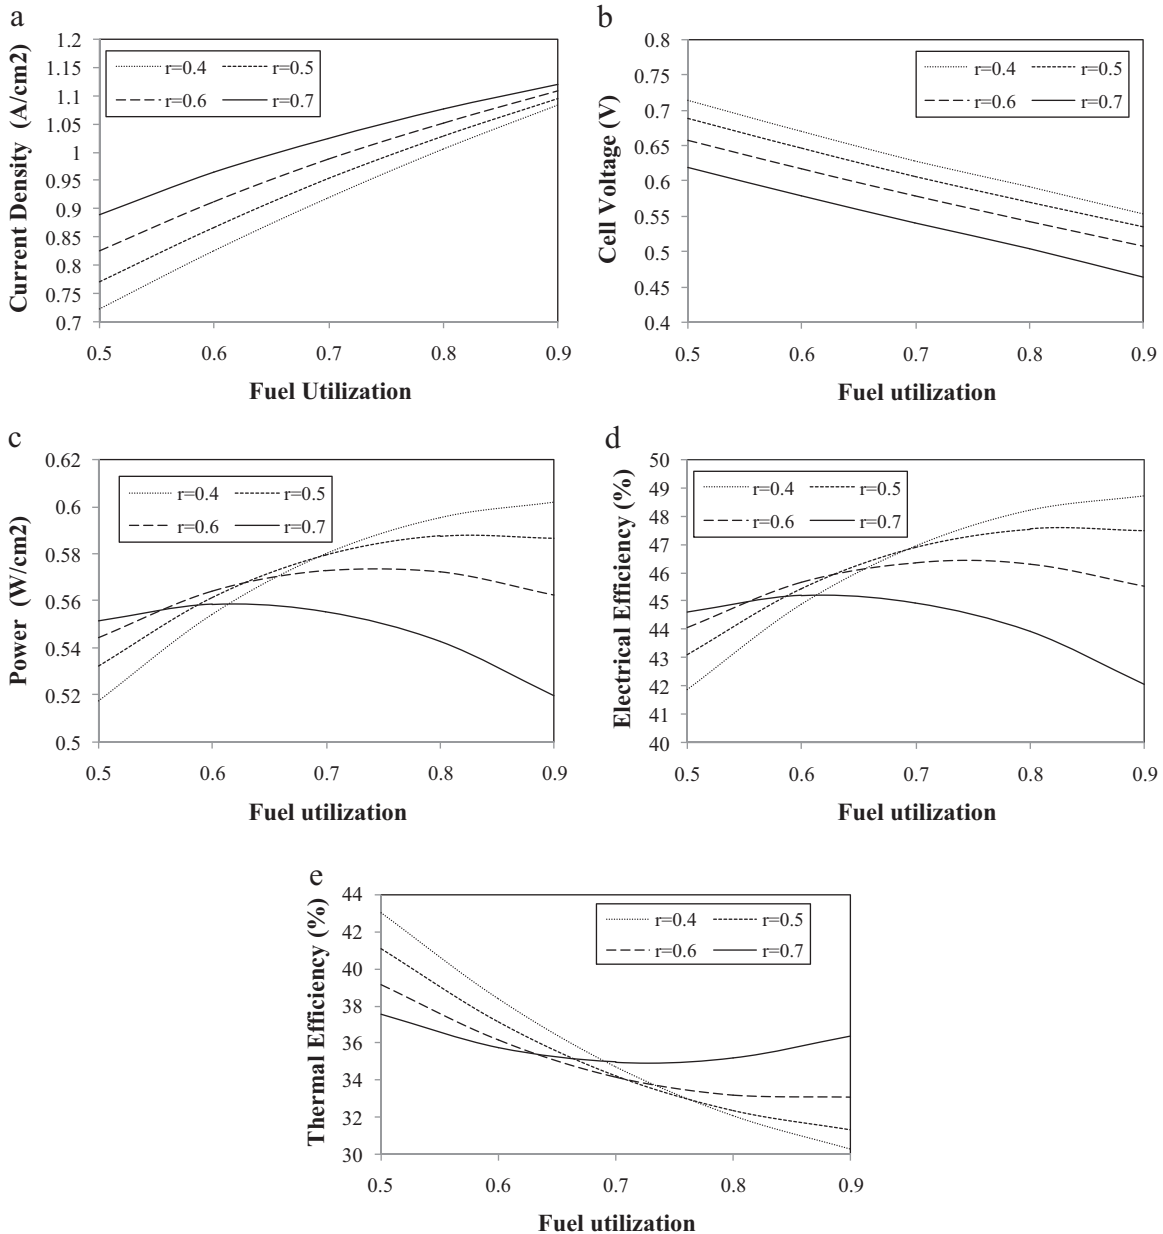 a
Current Density (A/cm2)
1.2
1.15
1.1
1.05
1
0.95
0.9
0.85
0.8
0.75
0.7
r=0.4 r=0.5
r=0.6 r=0.7
0.5 0.6 0.7 0.8 0.9
Fuel Utilization
b
Cell Voltage (V)
0.8
0.75
0.7
0.65
0.6
0.55
0.5
0.45
0.4
r=0.4 r=0.5
r=0.6 r=0.7
0.5 0.6 0.7 0.8 0.9
Fuel utilization
c
Power (W/cm2)
0.62
0.6
0.58
0.56
0.54
0.52
0.5
r=0.4 r=0.5
r=0.6 r=0.7
0.5 0.6 0.7 0.8 0.9
Fuel utilization
d
Electrical Efficiency (%)
50
49
48
47
46
45
44
43
42
41
40
r=0.4 r=0.5
r=0.6 r=0.7
0.5 0.6 0.7 0.8 0.9
Fuel utilization
e
Thermal Efficiency (%)
44
42
40
38
36
34
32
30
r=0.4 r=0.5
r=0.6 r=0.7
0.5 0.6 0.7 0.8 0.9
Fuel utilization